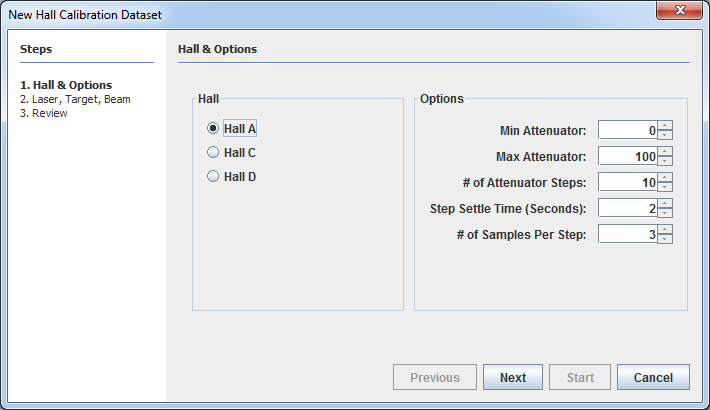 New Hall Calibration Dataset
Steps
1. Hall & Options
2. Laser, Target, Beam
3. Review
Hall & Options
Hall
Hall A
Hall C
Hall D
Options
Min Attenuator: 0
Max Attenuator: 100
# of Attenuator Steps: 10
Step Settle Time (Seconds): 2
# of Samples Per Step: 3
Previous Next Start Cancel